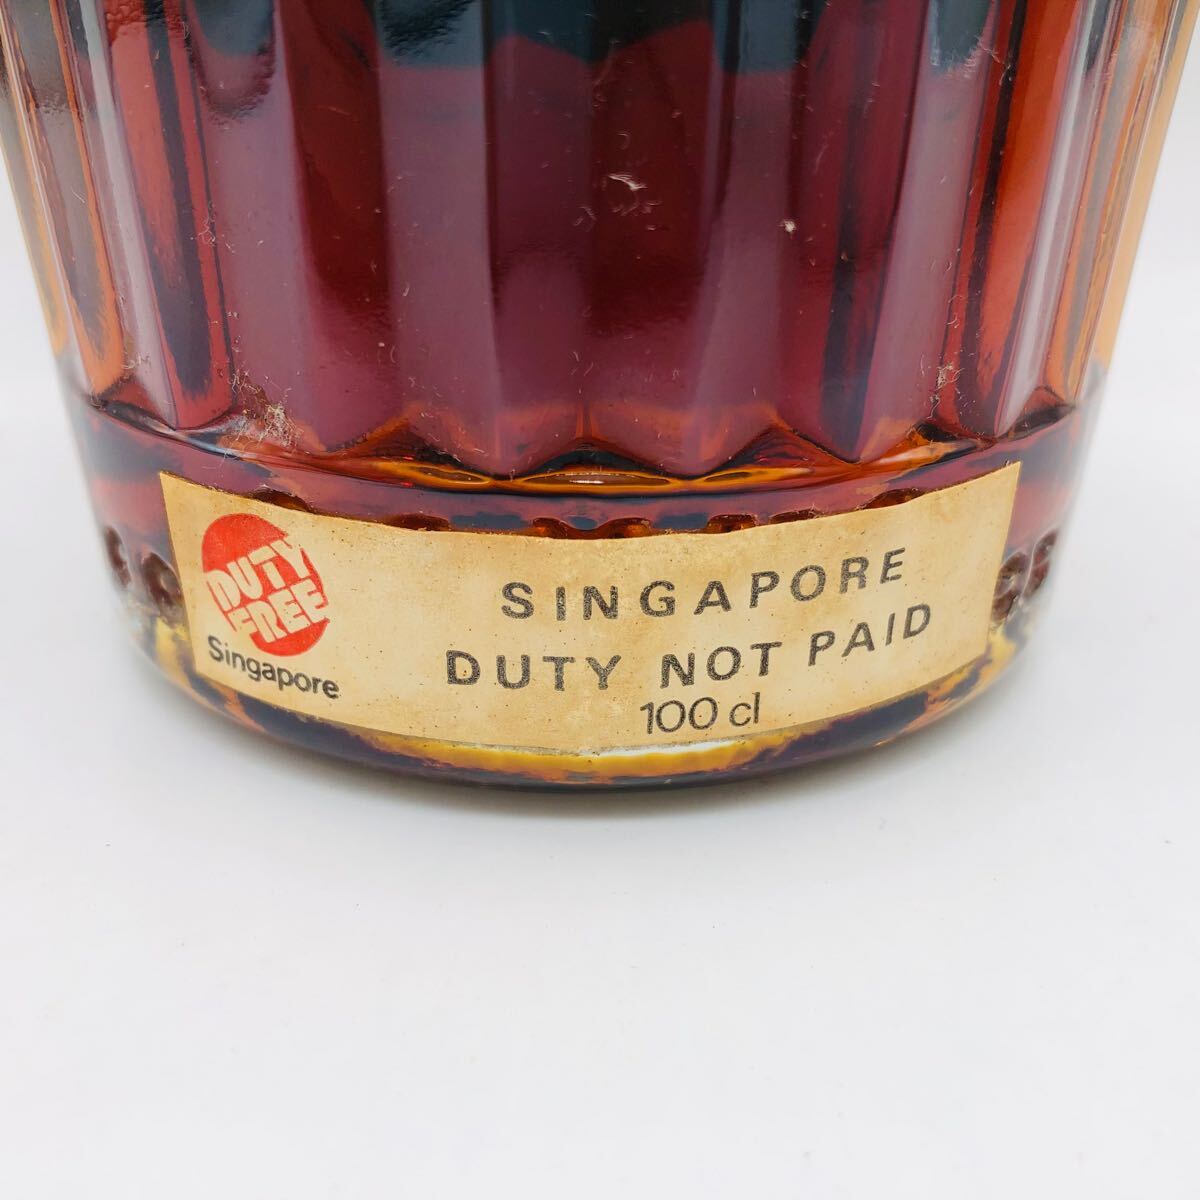 DUTY
FREE
Singapore
SINGAPORE
DUTY NOT PAID
100 cl